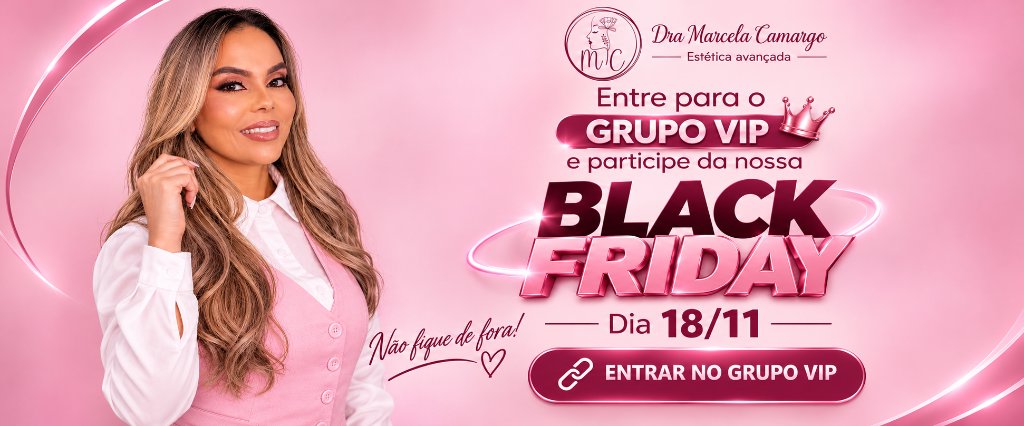 MC
Dra Marcela Camargo
Estética avançada
Entre para o
GRUPO VIP
e participe da nossa
BLACK
FRIDAY
Dia 18/11
Não fique de fora!
ENTRAR NO GRUPO VIP